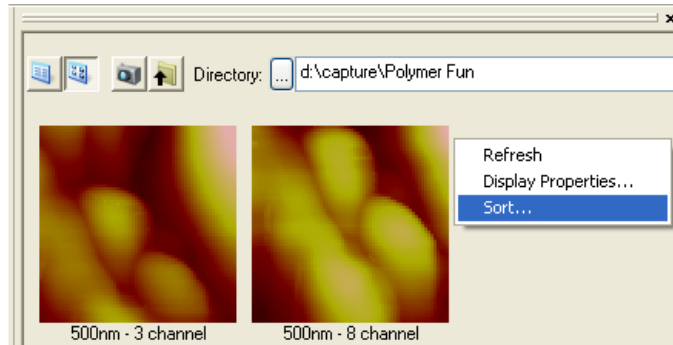 Directory: ... d:\capture\Polymer Fun
Refresh
Display Properties...
Sort...
500nm - 3 channel
500nm - 8 channel